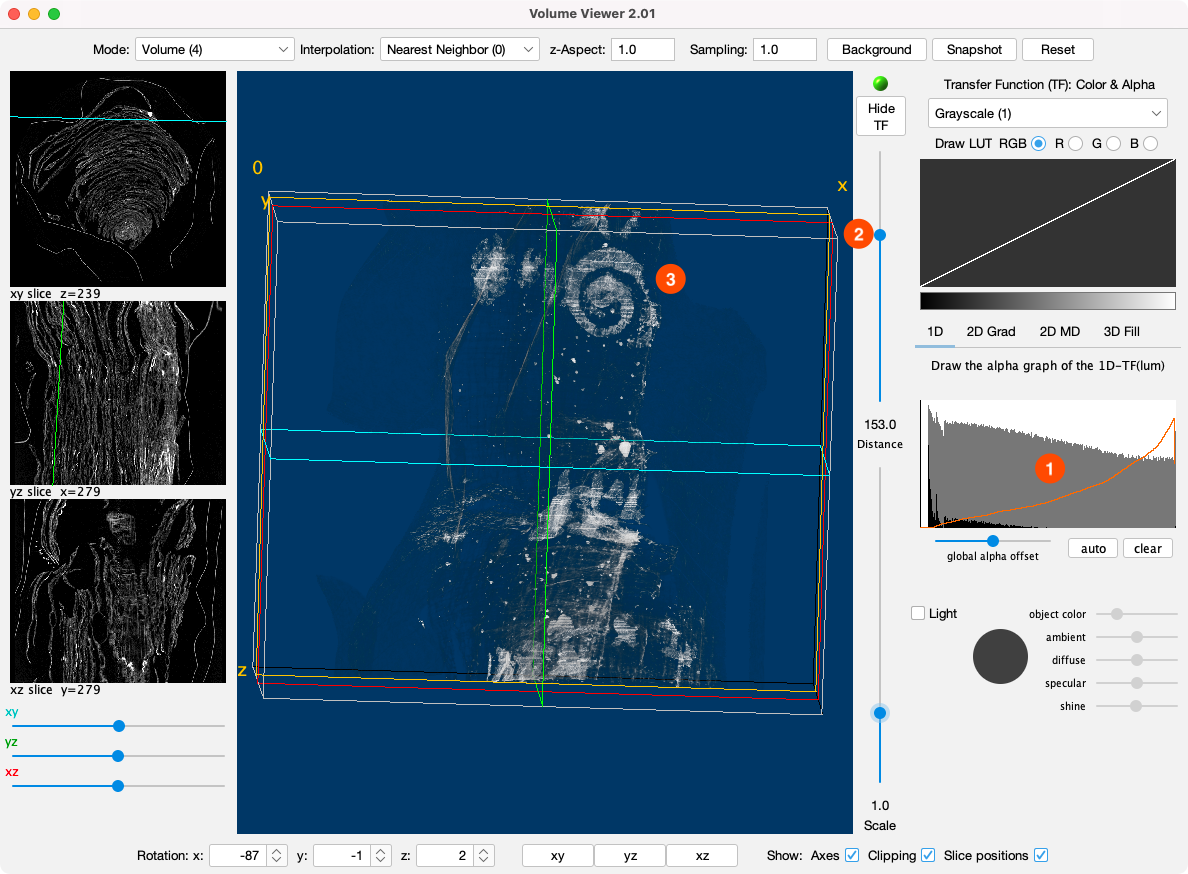 Volume Viewer 2.01
Mode: Volume (4) Interpolation: Nearest Neighbor (0) z-Aspect: 1.0 Sampling: 1.0 Background Snapshot Reset
xy slice z=239
yz slice x=279
xz slice y=279
xy
yz
xz
0
x
y
z
2
3
Hide
TF
153.0
Distance
1.0
Scale
Transfer Function (TF): Color & Alpha
Grayscale (1)
Draw LUT RGB R G B
1D 2D Grad 2D MD 3D Fill
Draw the alpha graph of the 1D-TF(lum)
1
global alpha offset auto clear
Light
object color
ambient
diffuse
specular
shine
Rotation: x: -87 y: -1 z: 2 xy yz xz Show: Axes Clipping Slice positions